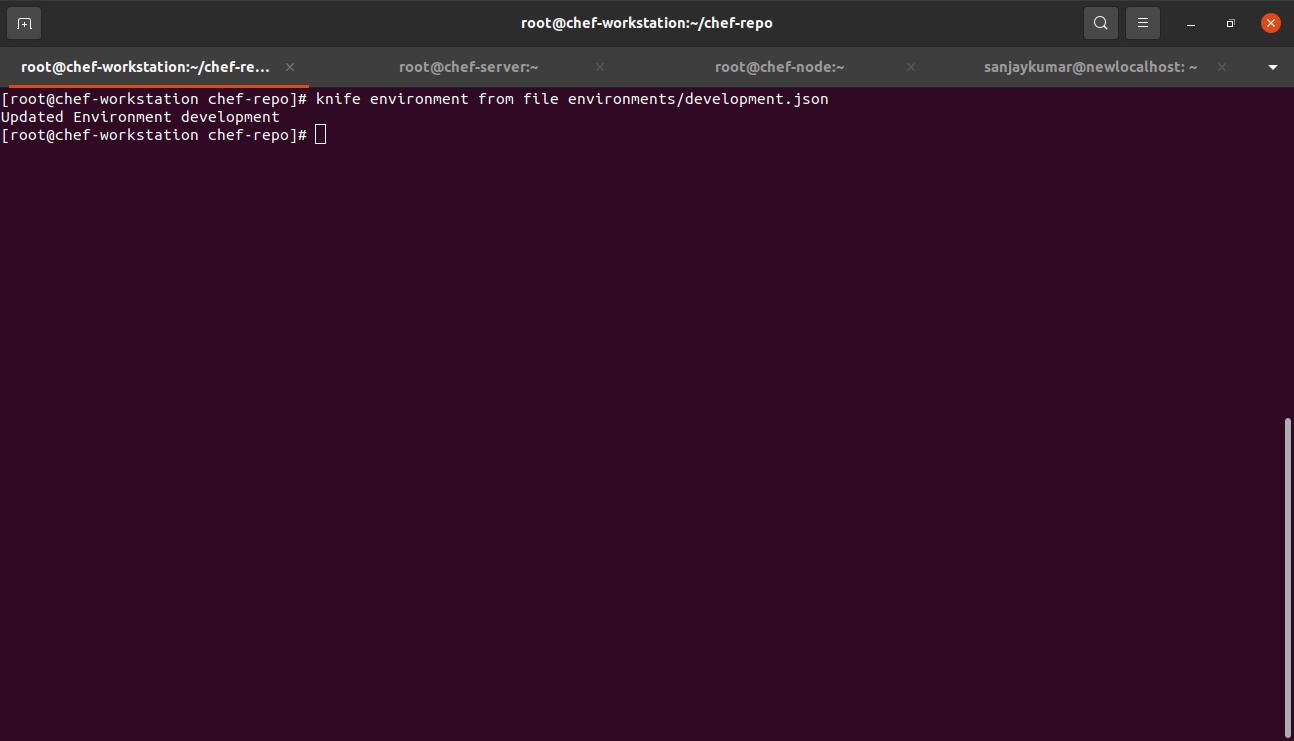 root@chef-workstation:~/chef-repo
root@chef-workstation:~/chef-re... root@chef-server:~ root@chef-node:~ sanjaykumar@newlocalhost: ~
[root@chef-workstation chef-repo]# knife environment from file environments/development.json
Updated Environment development
[root@chef-workstation chef-repo]#